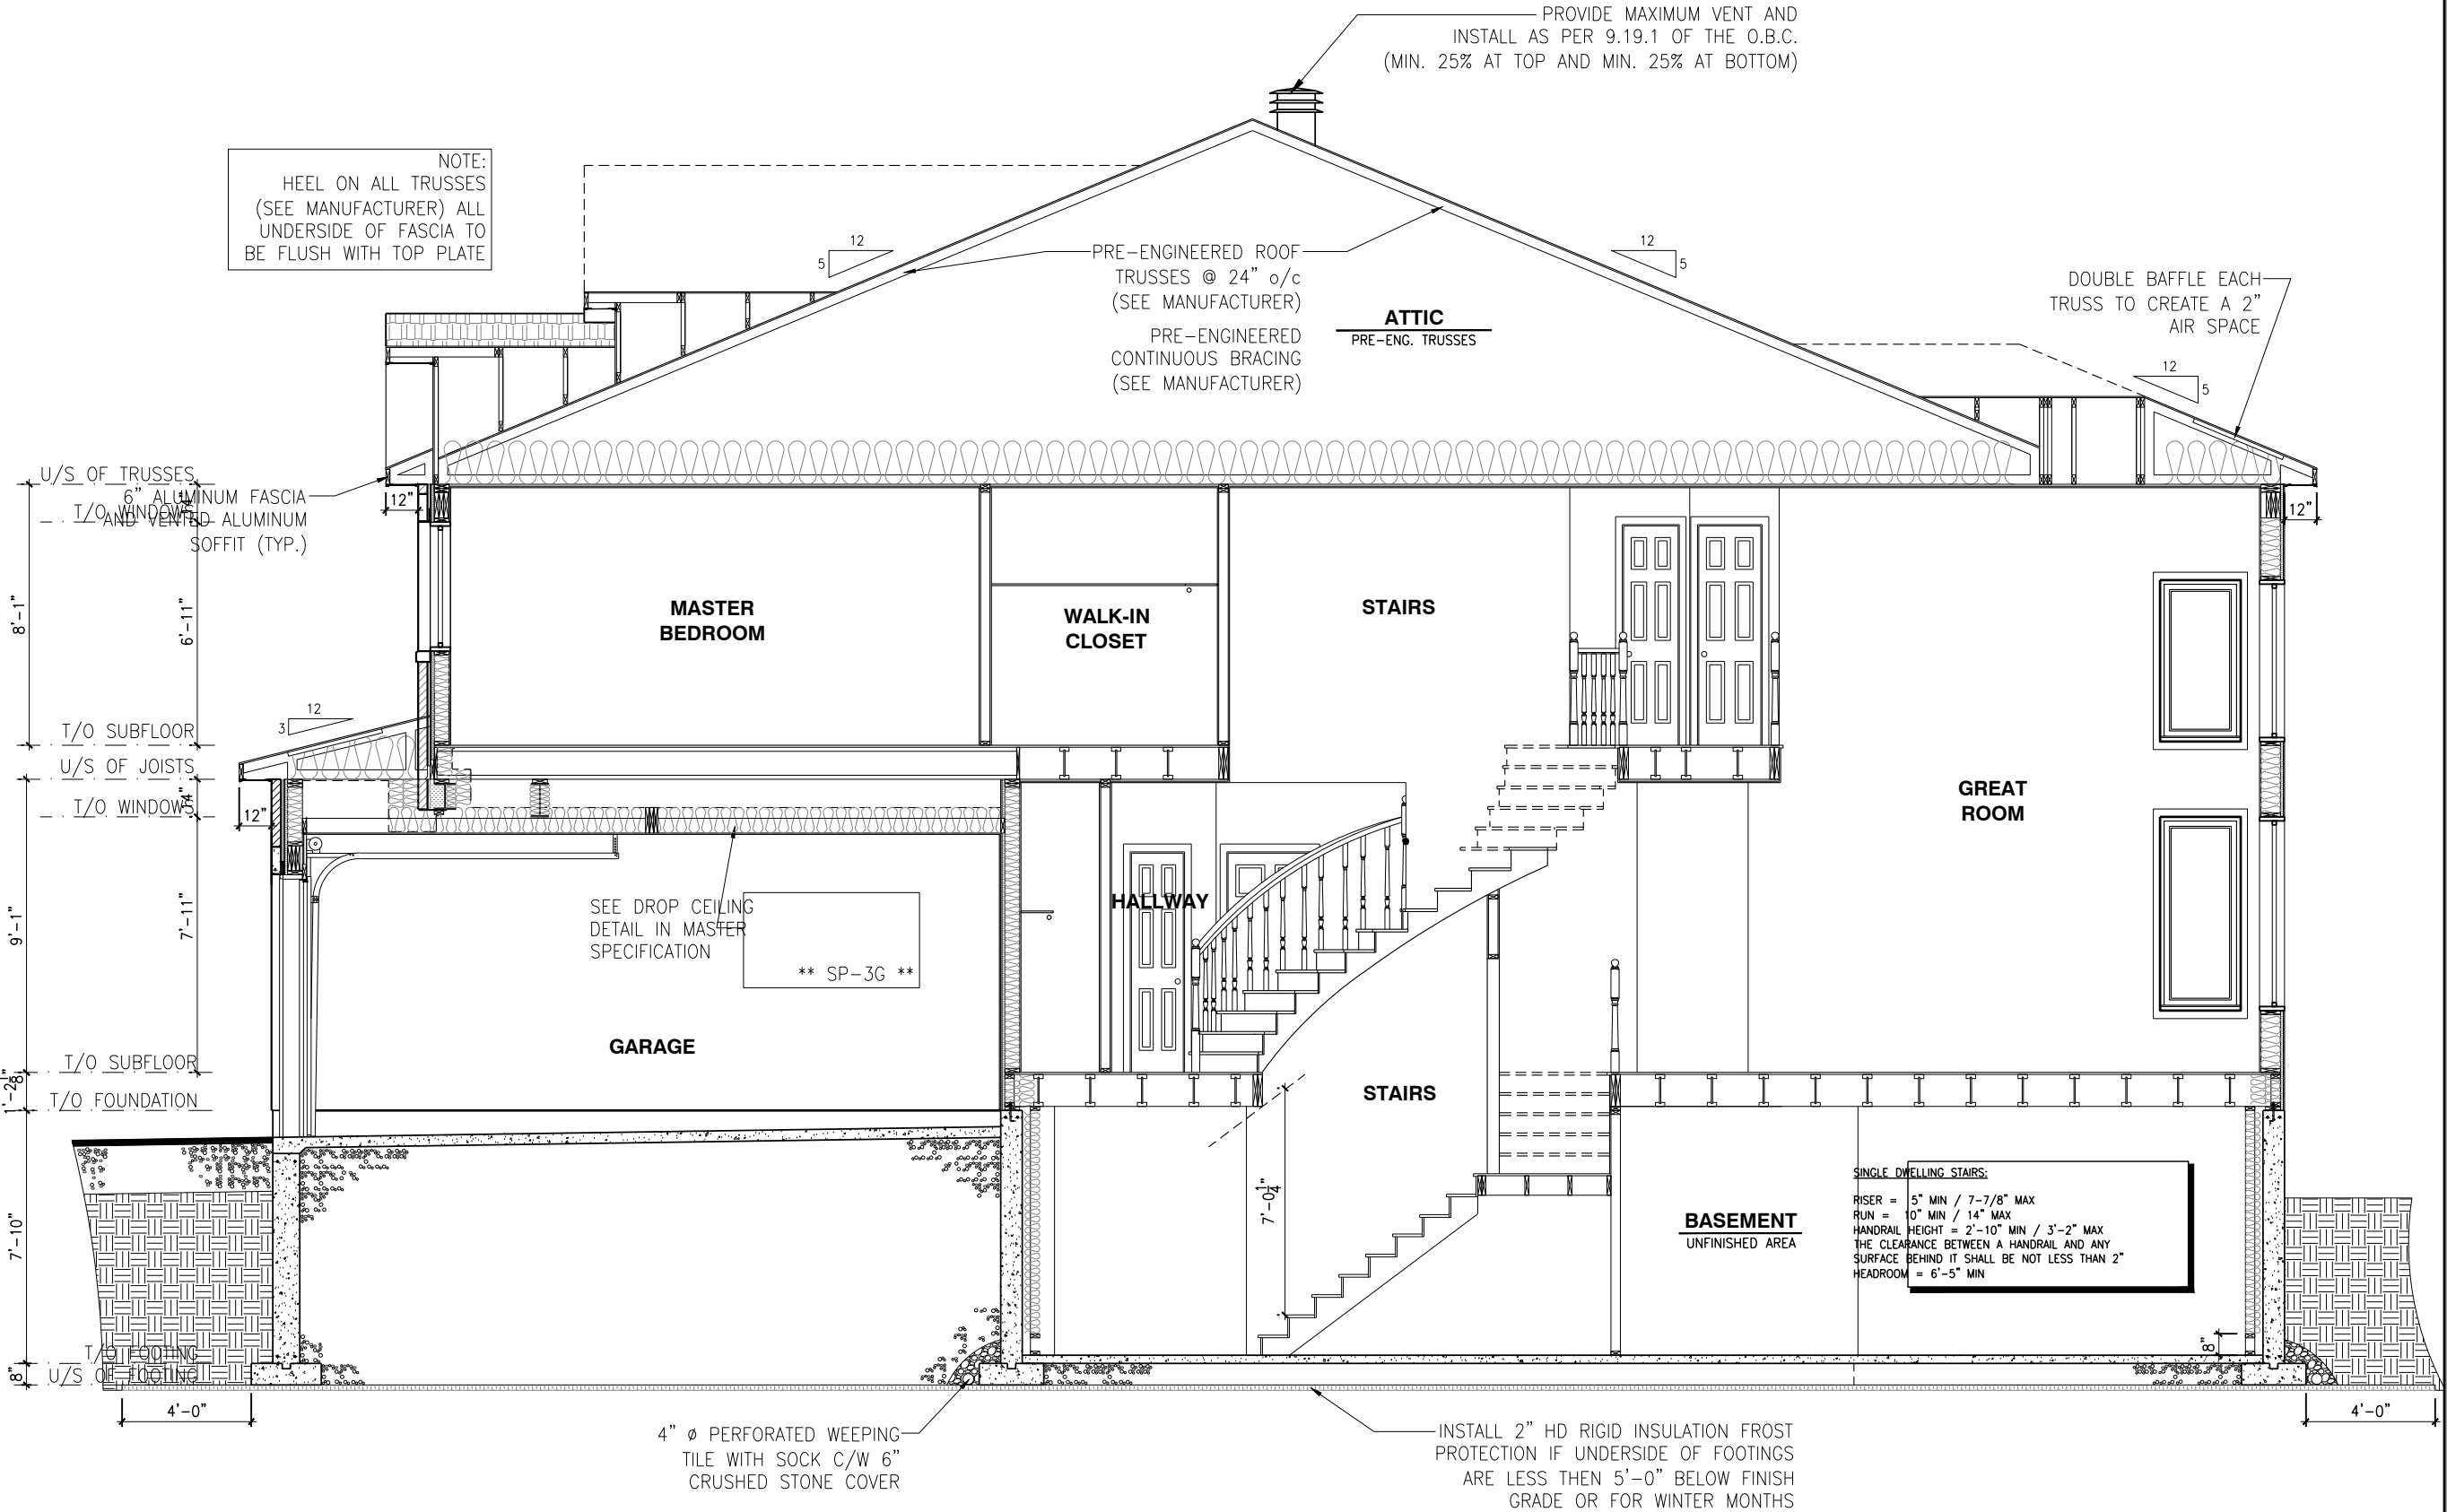 PROVIDE MAXIMUM VENT AND
INSTALL AS PER 9.19.1 OF THE O.B.C.
(MIN. 25% AT TOP AND MIN. 25% AT BOTTOM)
NOTE:
HEEL ON ALL TRUSSES
(SEE MANUFACTURER) ALL
UNDERSIDE OF FASCIA TO
BE FLUSH WITH TOP PLATE
12
5
PRE-ENGINEERED ROOF
TRUSSES @ 24" o/c
(SEE MANUFACTURER)
PRE-ENGINEERED
CONTINUOUS BRACING
(SEE MANUFACTURER)
ATTIC
PRE-ENG. TRUSSES
12
5
DOUBLE BAFFLE EACH
TRUSS TO CREATE A 2"
AIR SPACE
12
5
U/S OF TRUSSES
6" ALUMINUM FASCIA
AND VENTED ALUMINUM
SOFFIT (TYP.)
T/O WINDOWS
12"
12"
8'-1"
6'-11"
MASTER
BEDROOM
WALK-IN
CLOSET
STAIRS
12
3
T/O SUBFLOOR
U/S OF JOISTS
T/O WINDOWS
12"
GREAT
ROOM
9'-1"
7'-11"
SEE DROP CEILING
DETAIL IN MASTER
SPECIFICATION
** SP-3G **
HALLWAY
GARAGE
T/O SUBFLOOR
1'-2 1/8"
T/O FOUNDATION
STAIRS
7'-0 1/4"
7'-10"
BASEMENT
UNFINISHED AREA
SINGLE DWELLING STAIRS:
RISER = 5" MIN / 7-7/8" MAX
RUN = 10" MIN / 14" MAX
HANDRAIL HEIGHT = 2'-10" MIN / 3'-2" MAX
THE CLEARANCE BETWEEN A HANDRAIL AND ANY
SURFACE BEHIND IT SHALL BE NOT LESS THAN 2"
HEADROOM = 6'-5" MIN
8"
T/O FOOTING
U/S OF FOOTING
8"
4'-0"
4'-0"
4" ø PERFORATED WEEPING
TILE WITH SOCK C/W 6"
CRUSHED STONE COVER
INSTALL 2" HD RIGID INSULATION FROST
PROTECTION IF UNDERSIDE OF FOOTINGS
ARE LESS THEN 5'-0" BELOW FINISH
GRADE OR FOR WINTER MONTHS